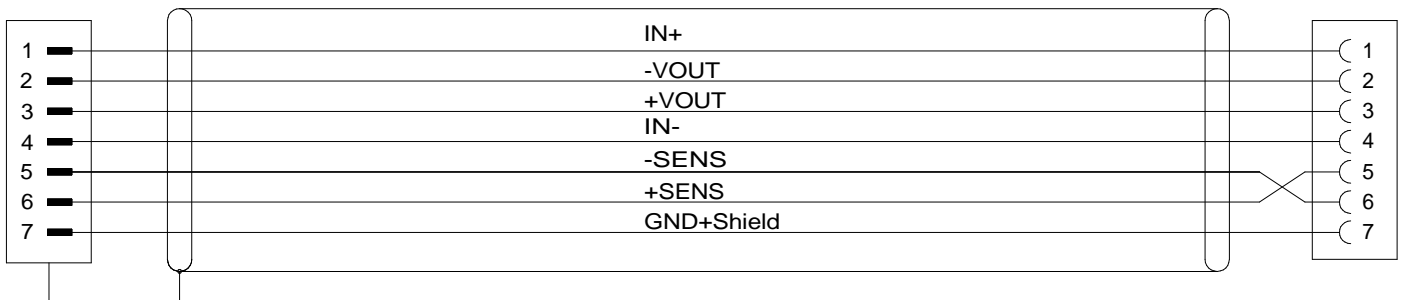 1 IN+ 1
2 -VOUT 2
3 +VOUT 3
4 IN- 4
5 -SENS 5
6 +SENS 6
7 GND+Shield 7